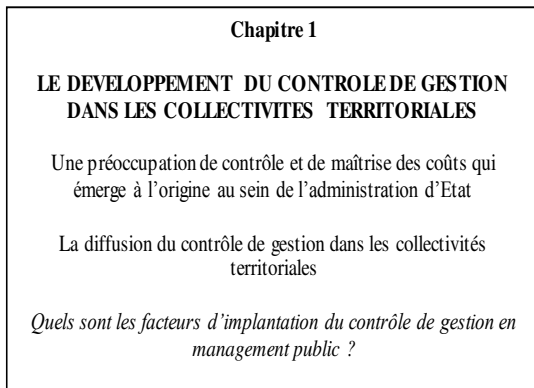 Chapitre 1
LE DEVELOPPEMENT DU CONTROLE DE GESTION
DANS LES COLLECTIVITES TERRITORIALES
Une préoccupation de contrôle et de maîtrise des coûts qui
émerge à l'origine au sein de l'administration d'Etat
La diffusion du contrôle de gestion dans les collectivités
territoriales
Quels sont les facteurs d'implantation du contrôle de gestion en
management public ?